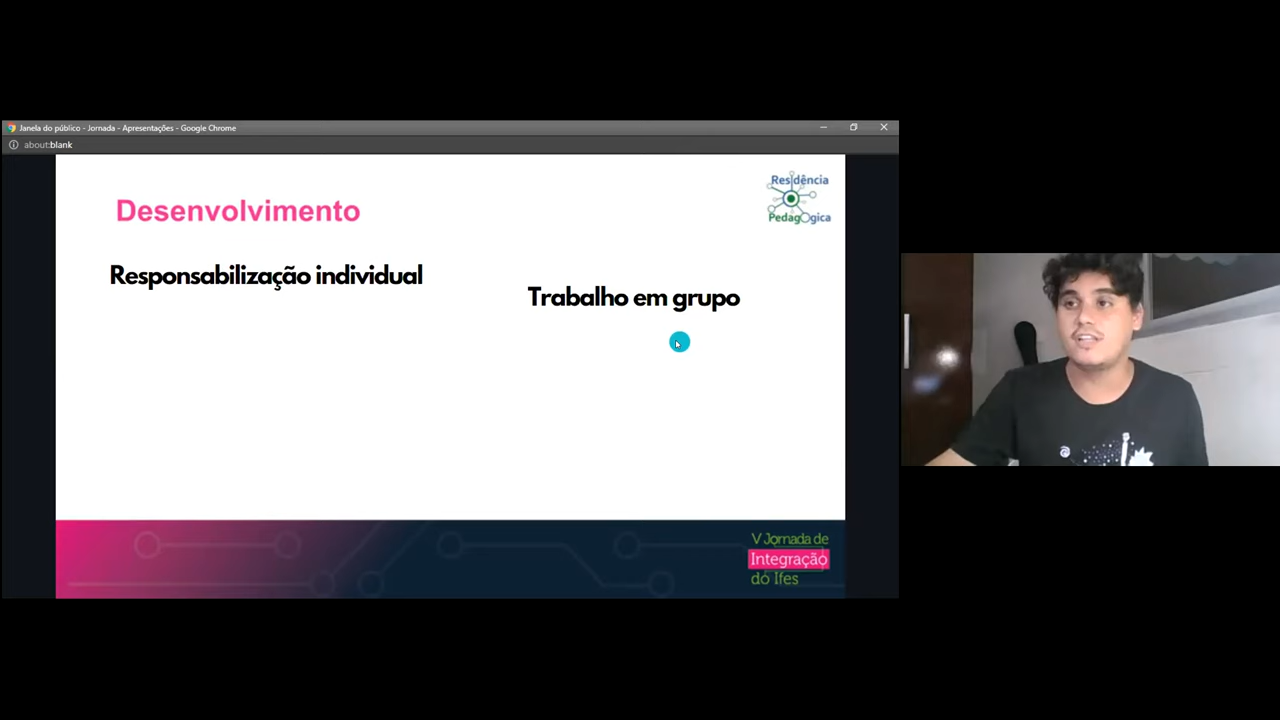 Janela do público - Jornada - Apresentações - Google Chrome
about:blank
Residência
Pedagogica
Desenvolvimento
Responsabilização individual
Trabalho em grupo
V Jornada de
Integração
do Ifes